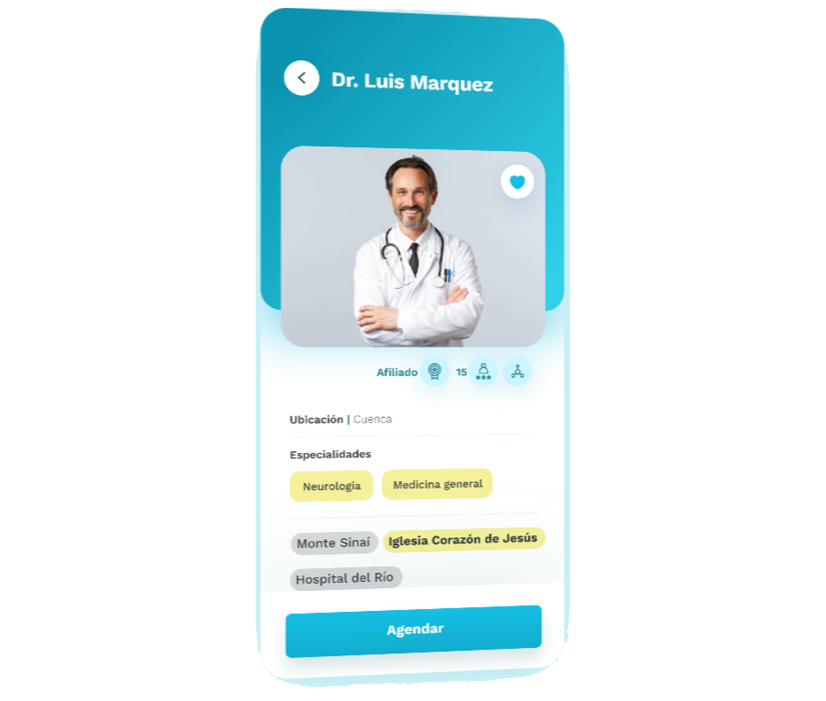 Dr. Luis Marquez
Afiliado 15
Ubicación | Cuenca
Especialidades
Neurología Medicina general
Monte Sinaí Iglesia Corazón de Jesús
Hospital del Río
Agendar